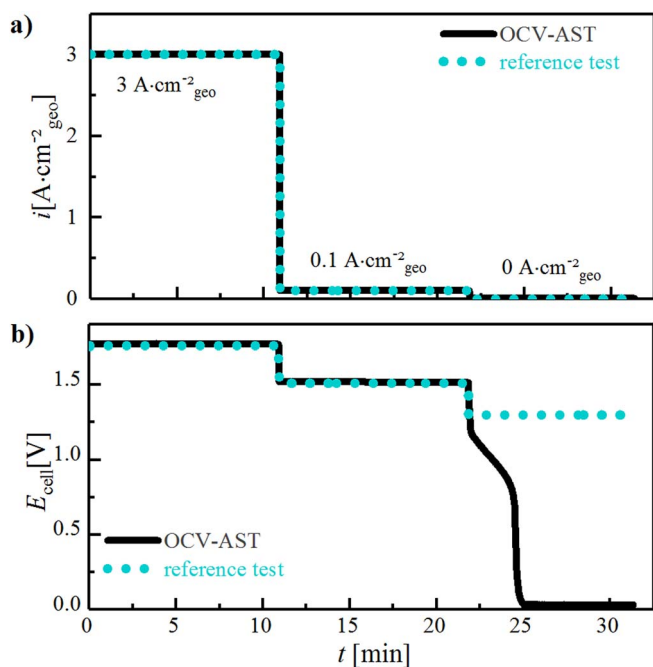 a)
OCV-AST
reference test
3 A·cm⁻²geo
0.1 A·cm⁻²geo
0 A·cm⁻²geo
i[A·cm⁻²geo]
3
2
1
0
b)
OCV-AST
reference test
Ecell[V]
1.5
1.0
0.5
0.0
0
5
10
15
20
25
30
t [min]